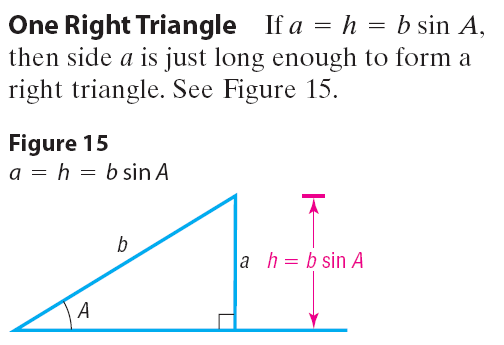 One Right Triangle If a = h = b sin A,
then side a is just long enough to form a
right triangle. See Figure 15.
Figure 15
a = h = b sin A
b
a h = b sin A
A